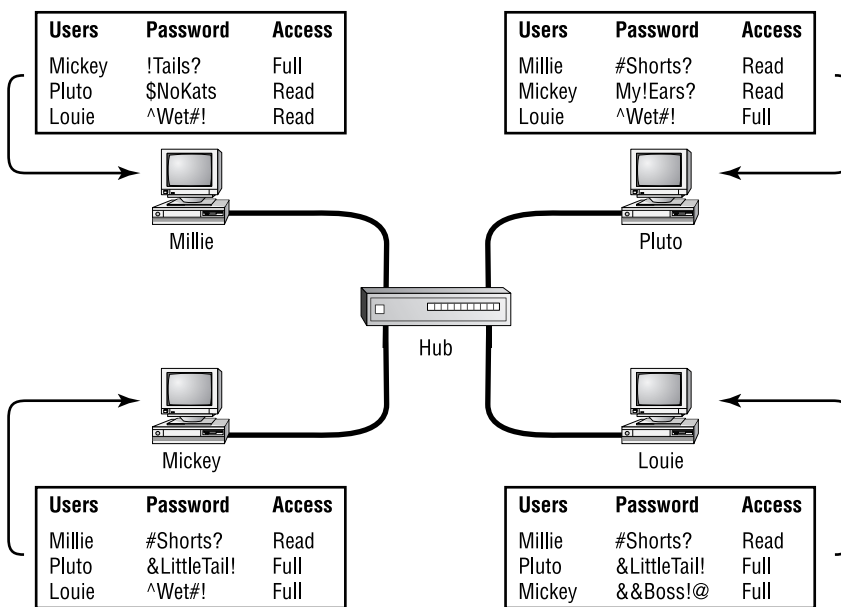 Users Password Access
Mickey !Tails? Full
Pluto $NoKats Read
Louie ^Wet#! Read
Users Password Access
Millie #Shorts? Read
Mickey My!Ears? Read
Louie ^Wet#! Full
Millie
Pluto
Hub
Mickey
Louie
Users Password Access
Millie #Shorts? Read
Pluto &LittleTail! Full
Louie ^Wet#! Full
Users Password Access
Millie #Shorts? Read
Pluto &LittleTail! Full
Mickey &&Boss!@ Full